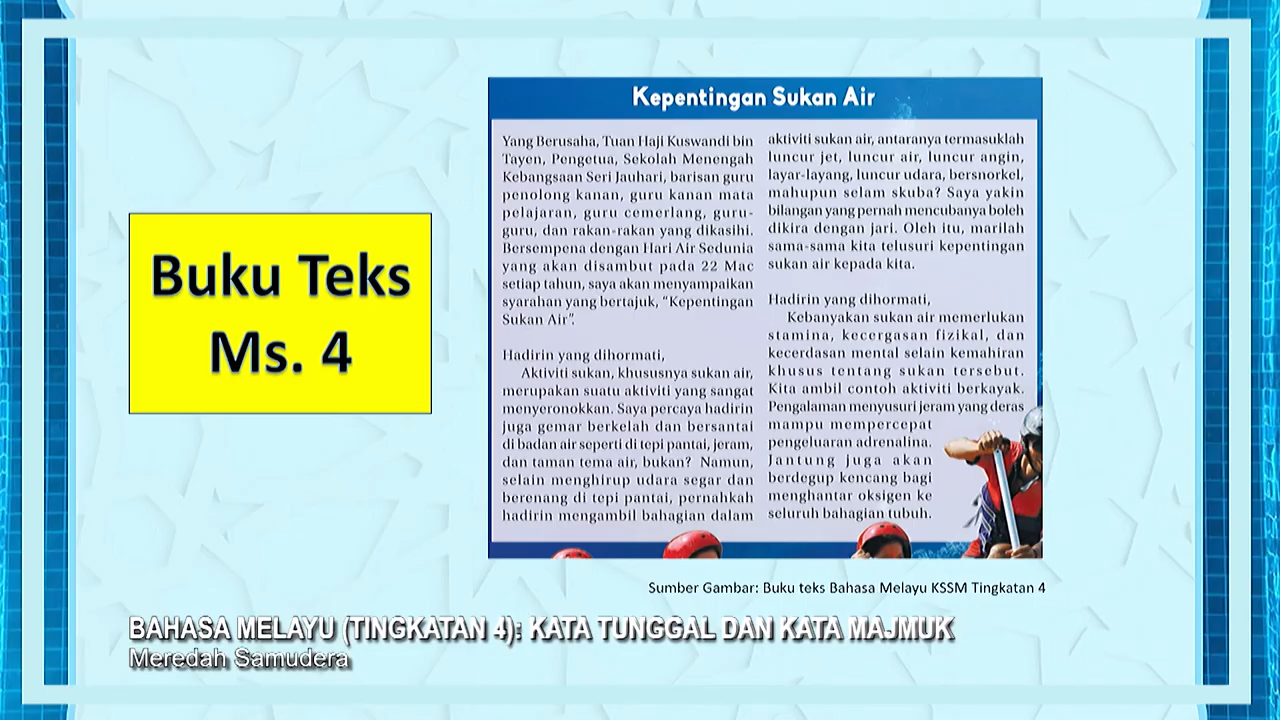 Kepentingan Sukan Air
Buku Teks
Ms. 4
Yang Berusaha, Tuan Haji Kuswandi bin
Tayen, Pengetua, Sekolah Menengah
Kebangsaan Seri Jauhari, barisan guru
penolong kanan, guru kanan mata
pelajaran, guru cemerlang, guru-
guru, dan rakan-rakan yang dikasihi.
Bersempena dengan Hari Air Sedunia
yang akan disambut pada 22 Mac
setiap tahun, saya akan menyampaikan
syarahan yang bertajuk, “Kepentingan
Sukan Air”.
Hadirin yang dihormati,
Aktiviti sukan, khususnya sukan air,
merupakan suatu aktiviti yang sangat
menyeronokkan. Saya percaya hadirin
juga gemar berkelah dan bersantai
di badan air seperti di tepi pantai, jeram,
dan taman tema air, bukan? Namun,
selain menghirup udara segar dan
berenang di tepi pantai, pernahkah
hadirin mengambil bahagian dalam
aktiviti sukan air, antaranya termasuklah
luncur jet, luncur air, luncur angin,
layar-layang, luncur udara, bersnorkel,
mahupun selam skuba? Saya yakin
bilangan yang pernah mencubanya boleh
dikira dengan jari. Oleh itu, marilah
sama-sama kita telusuri kepentingan
sukan air kepada kita.
Hadirin yang dihormati,
Kebanyakan sukan air memerlukan
stamina, kecergasan fizikal, dan
kecerdasan mental selain kemahiran
khusus tentang sukan tersebut.
Kita ambil contoh aktiviti berkayak.
Pengalaman menyusuri jeram yang deras
mampu mempercepat
pengeluaran adrenalina.
Jantung juga akan
berdegup kencang bagi
menghantar oksigen ke
seluruh bahagian tubuh.
Sumber Gambar: Buku teks Bahasa Melayu KSSM Tingkatan 4
BAHASA MELAYU (TINGKATAN 4): KATA TUNGGAL DAN KATA MAJMUK
Meredah Samudera